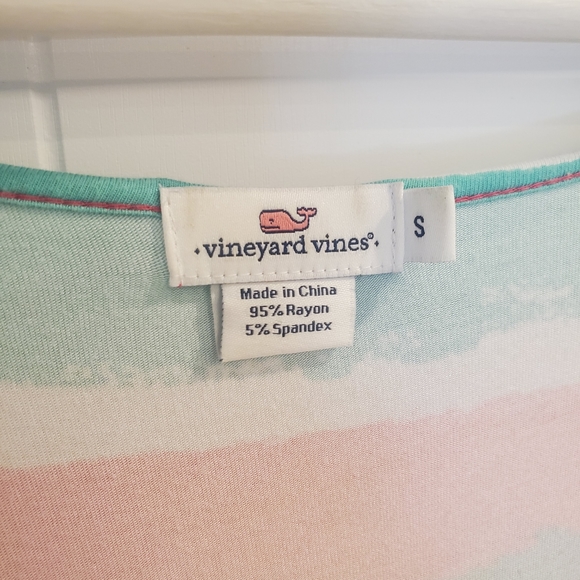 vineyard vines®
S
Made in China
95% Rayon
5% Spandex